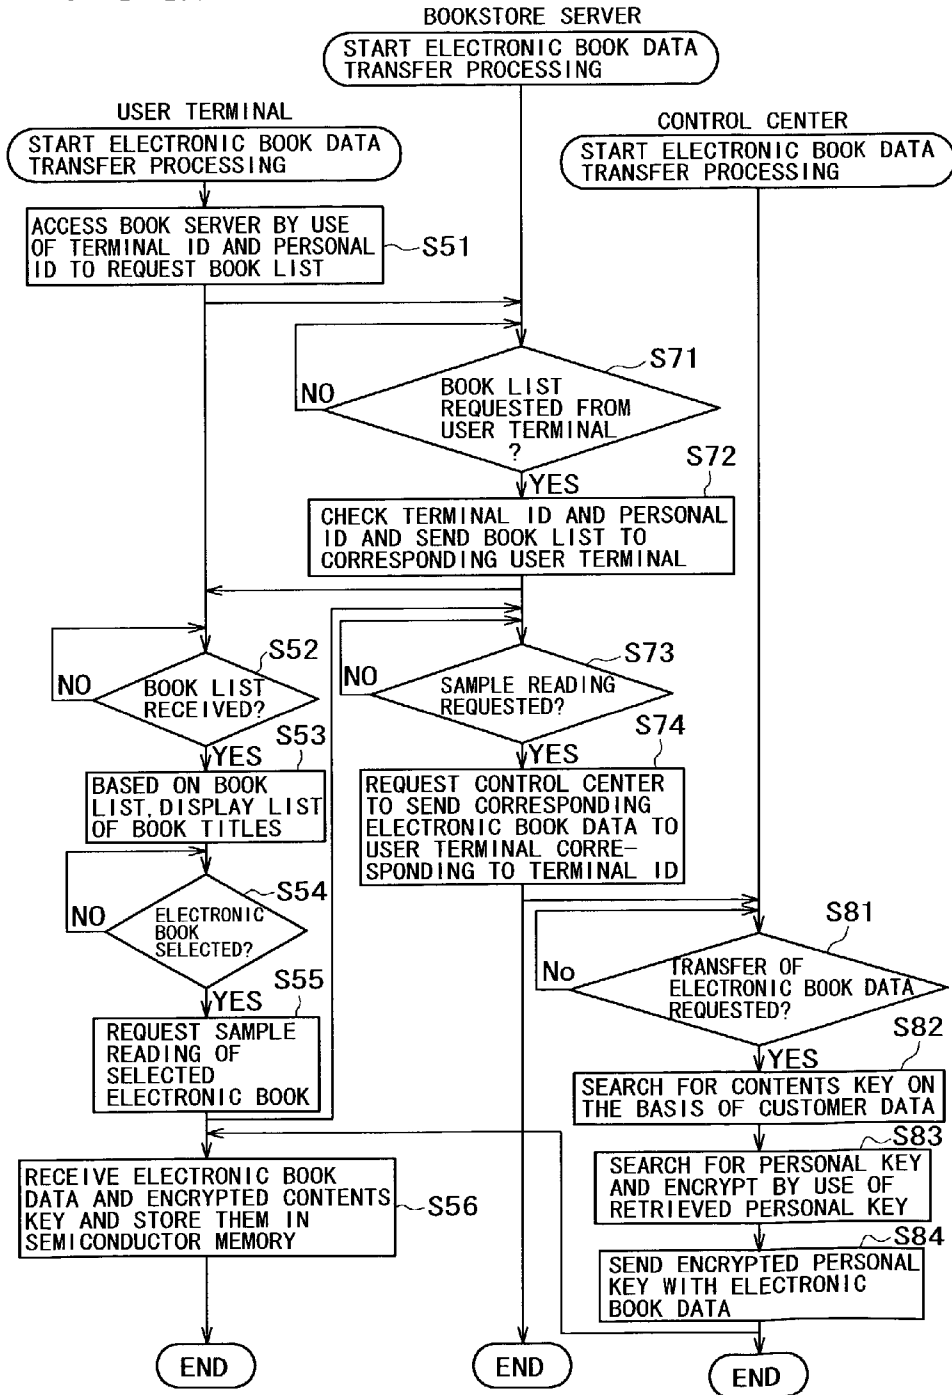 BOOKSTORE SERVER
START ELECTRONIC BOOK DATA
TRANSFER PROCESSING
USER TERMINAL
START ELECTRONIC BOOK DATA
TRANSFER PROCESSING
CONTROL CENTER
START ELECTRONIC BOOK DATA
TRANSFER PROCESSING
ACCESS BOOK SERVER BY USE
OF TERMINAL ID AND PERSONAL
ID TO REQUEST BOOK LIST
S51
S71
NO
BOOK LIST
REQUESTED FROM
USER TERMINAL
?
YES
S72
CHECK TERMINAL ID AND PERSONAL
ID AND SEND BOOK LIST TO
CORRESPONDING USER TERMINAL
S52
NO
BOOK LIST
RECEIVED?
YES
S73
NO
SAMPLE READING
REQUESTED?
YES
S53
BASED ON BOOK
LIST, DISPLAY LIST
OF BOOK TITLES
S74
REQUEST CONTROL CENTER
TO SEND CORRESPONDING
ELECTRONIC BOOK DATA TO
USER TERMINAL CORRE-
SPONDING TO TERMINAL ID
S54
NO
ELECTRONIC
BOOK
SELECTED?
YES
S81
No
TRANSFER OF
ELECTRONIC BOOK DATA
REQUESTED?
YES
S55
REQUEST SAMPLE
READING OF
SELECTED
ELECTRONIC BOOK
S82
SEARCH FOR CONTENTS KEY ON
THE BASIS OF CUSTOMER DATA
S83
SEARCH FOR PERSONAL KEY
AND ENCRYPT BY USE OF
RETRIEVED PERSONAL KEY
RECEIVE ELECTRONIC BOOK
DATA AND ENCRYPTED CONTENTS
KEY AND STORE THEM IN
SEMICONDUCTOR MEMORY
S56
S84
SEND ENCRYPTED PERSONAL
KEY WITH ELECTRONIC
BOOK DATA
END
END
END